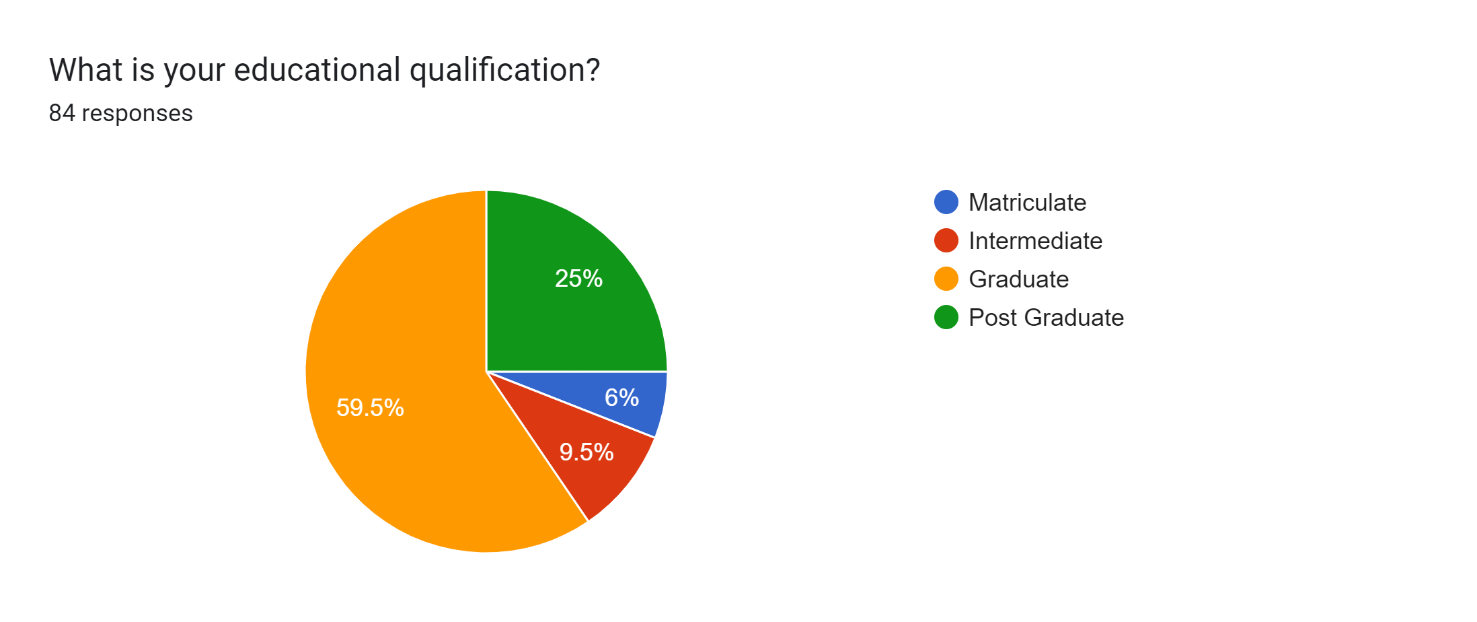 What is your educational qualification?
84 responses
25%
6%
9.5%
59.5%
Matriculate
Intermediate
Graduate
Post Graduate